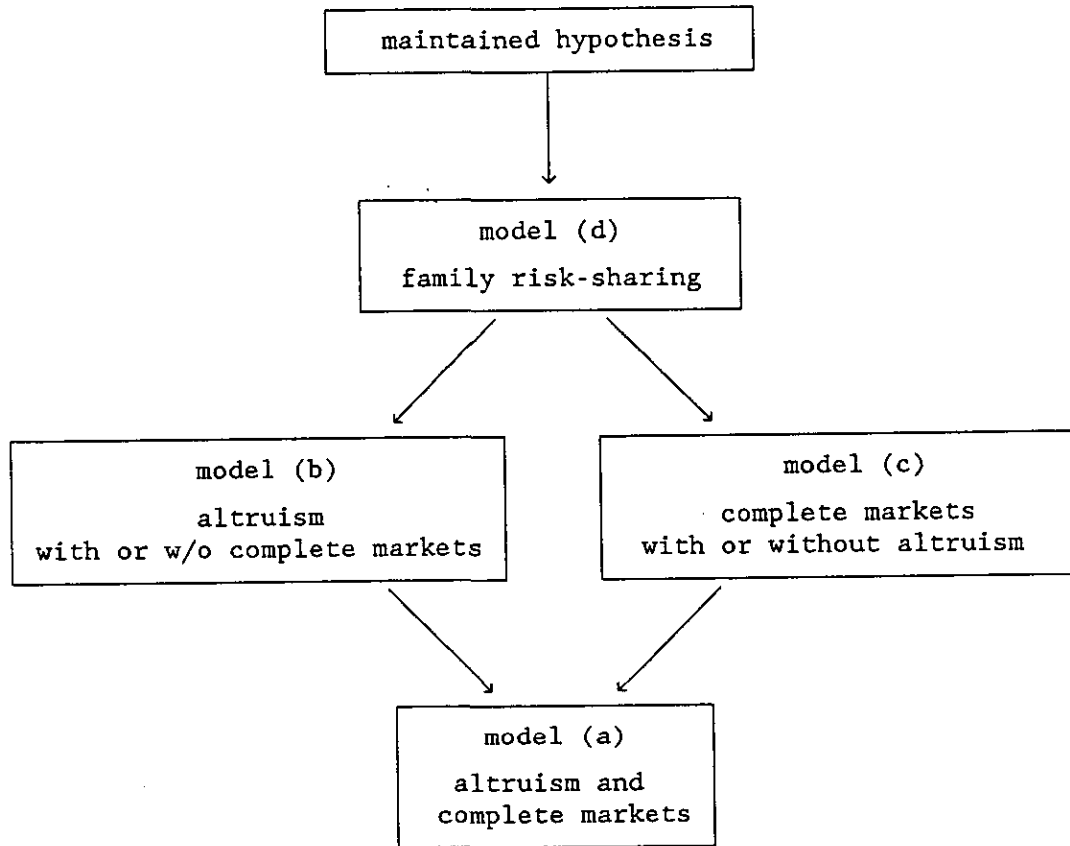 maintained hypothesis
model (d)
family risk-sharing
model (b)
altruism
with or w/o complete markets
model (c)
complete markets
with or without altruism
model (a)
altruism and
complete markets